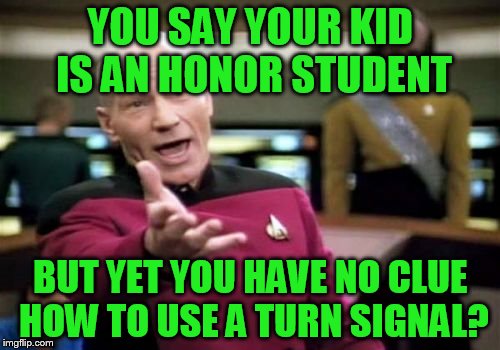 YOU SAY YOUR KID
IS AN HONOR STUDENT
BUT YET YOU HAVE NO CLUE
HOW TO USE A TURN SIGNAL?
imgflip.com